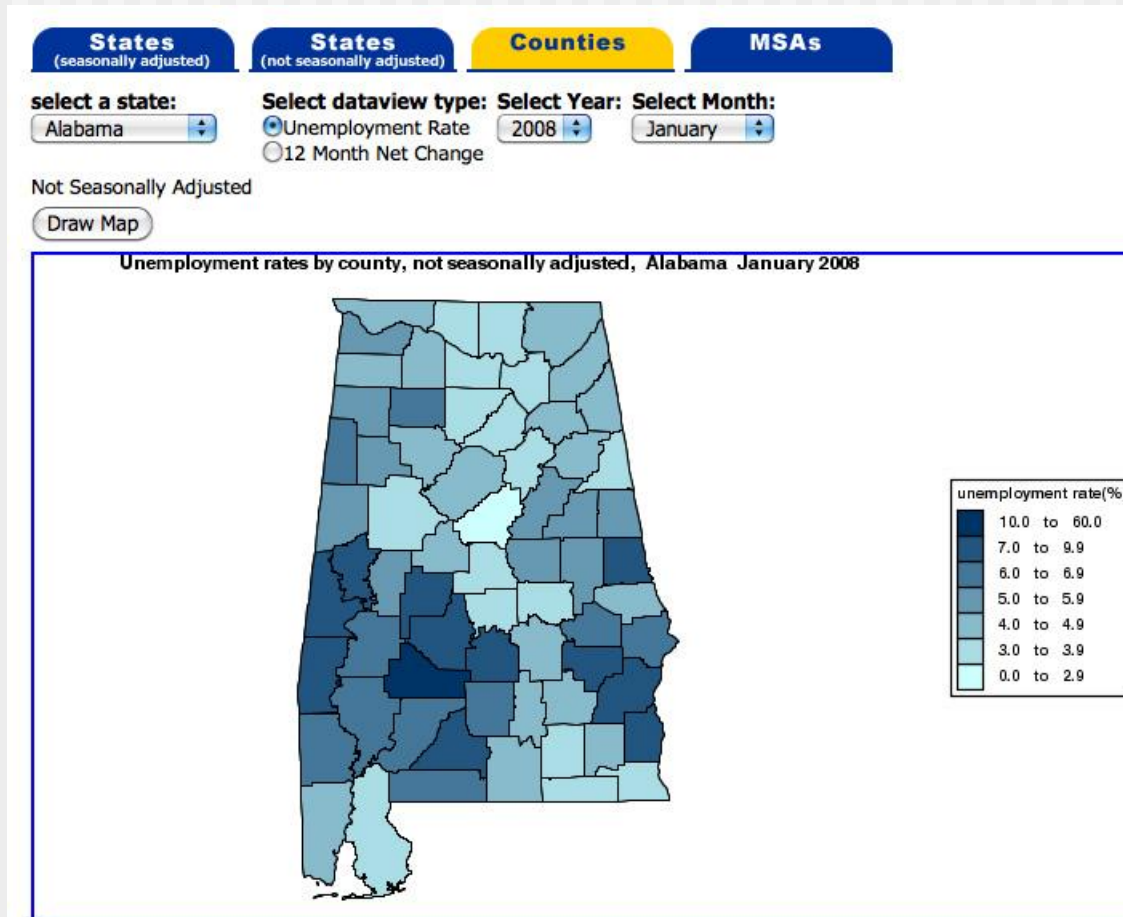 States
(seasonally adjusted)
States
(not seasonally adjusted)
Counties
MSAs
select a state:
Select dataview type:
Select Year:
Select Month:
Alabama
Unemployment Rate
2008
January
12 Month Net Change
Not Seasonally Adjusted
Draw Map
Unemployment rates by county, not seasonally adjusted, Alabama January 2008
unemployment rate(%
10.0 to 60.0
7.0 to 9.9
6.0 to 6.9
5.0 to 5.9
4.0 to 4.9
3.0 to 3.9
0.0 to 2.9